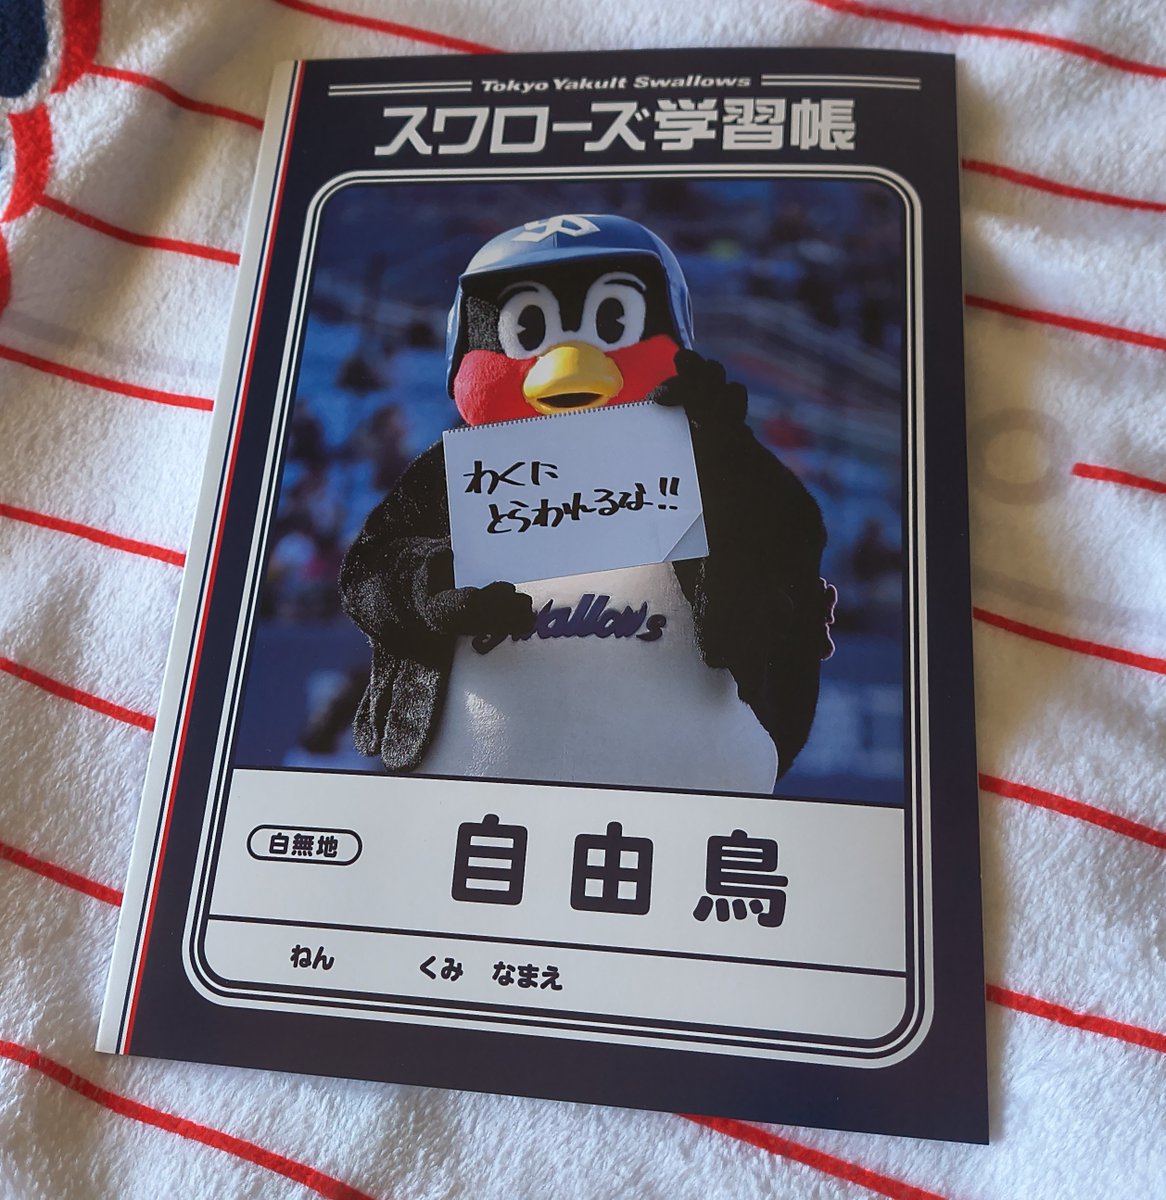 Tokyo Yakult Swallows
スワローズ学習帳
わくに
とらわれるな!!
Swallows
白無地
自由鳥
ねん くみ なまえ